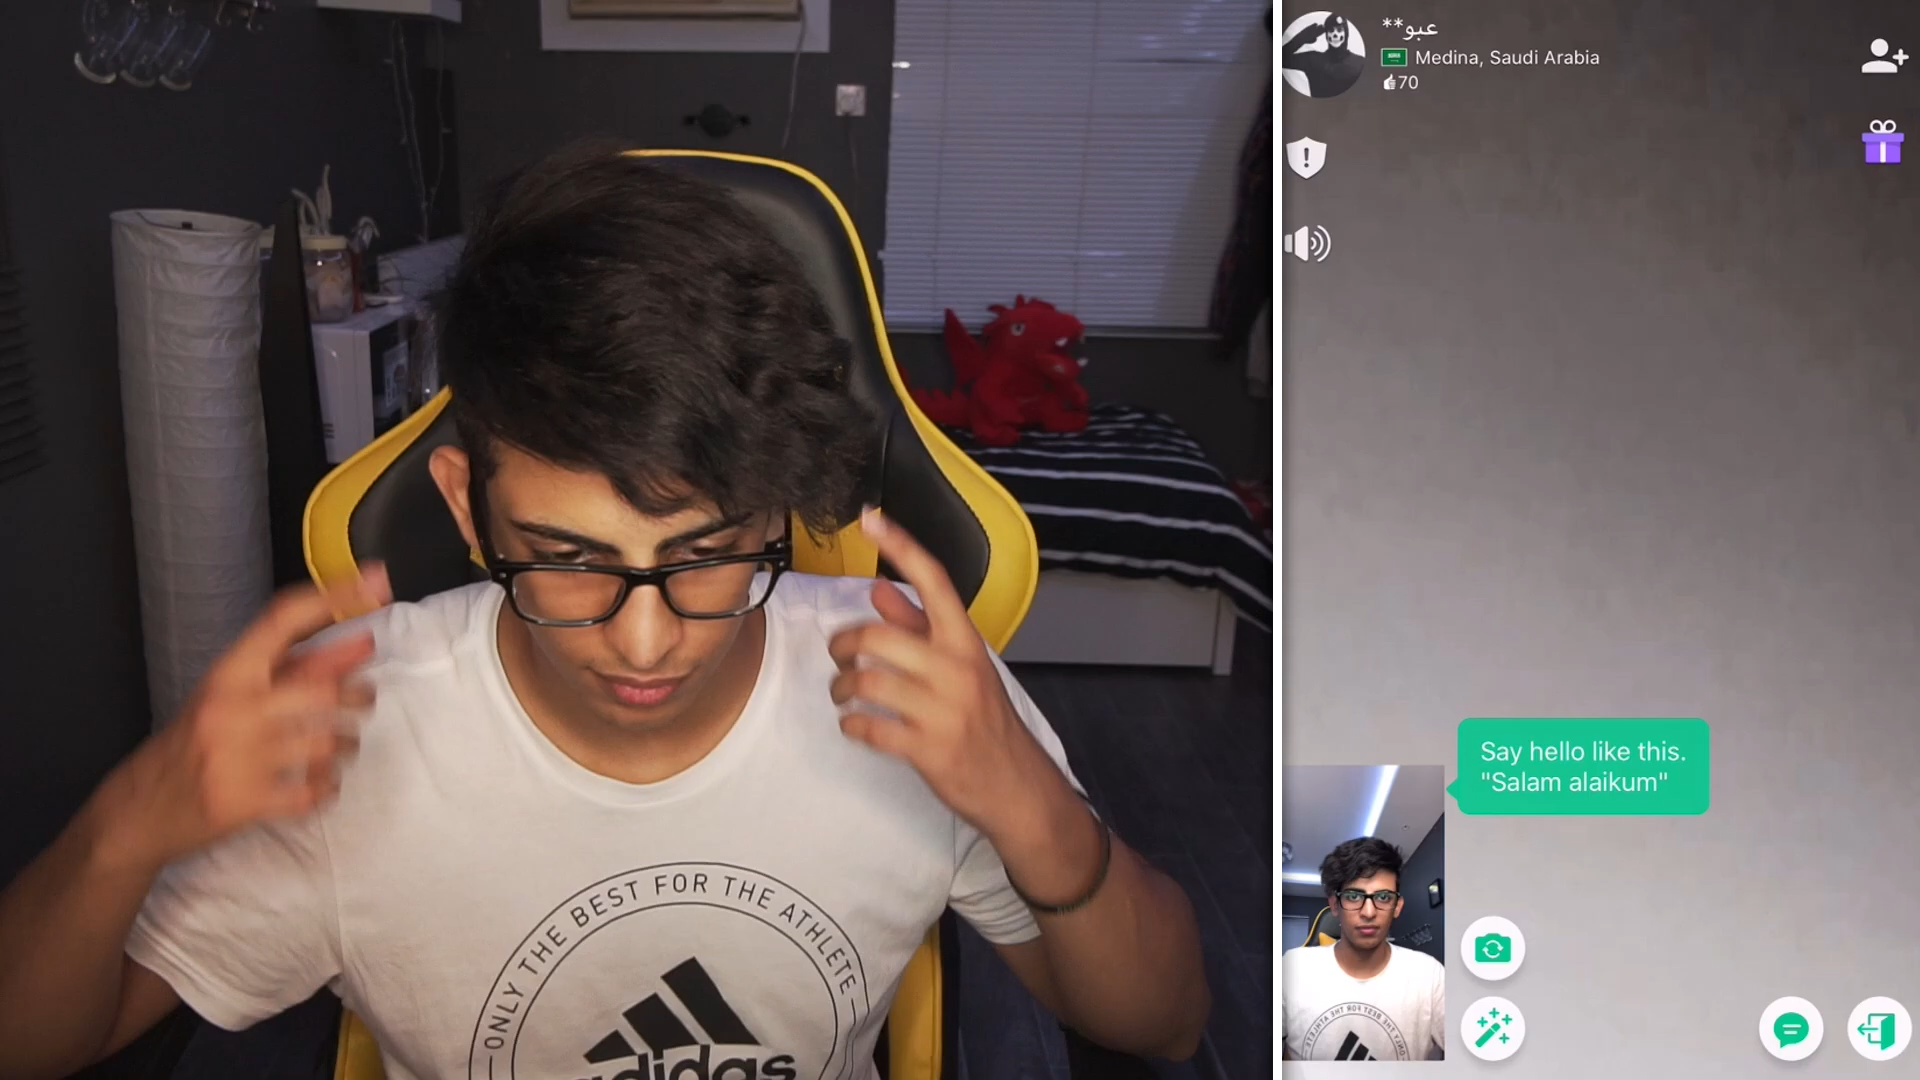 ONLY THE BEST FOR THE ATHLETE
adidas
عبو**
Medina, Saudi Arabia
70
Say hello like this.
"Salam alaikum"